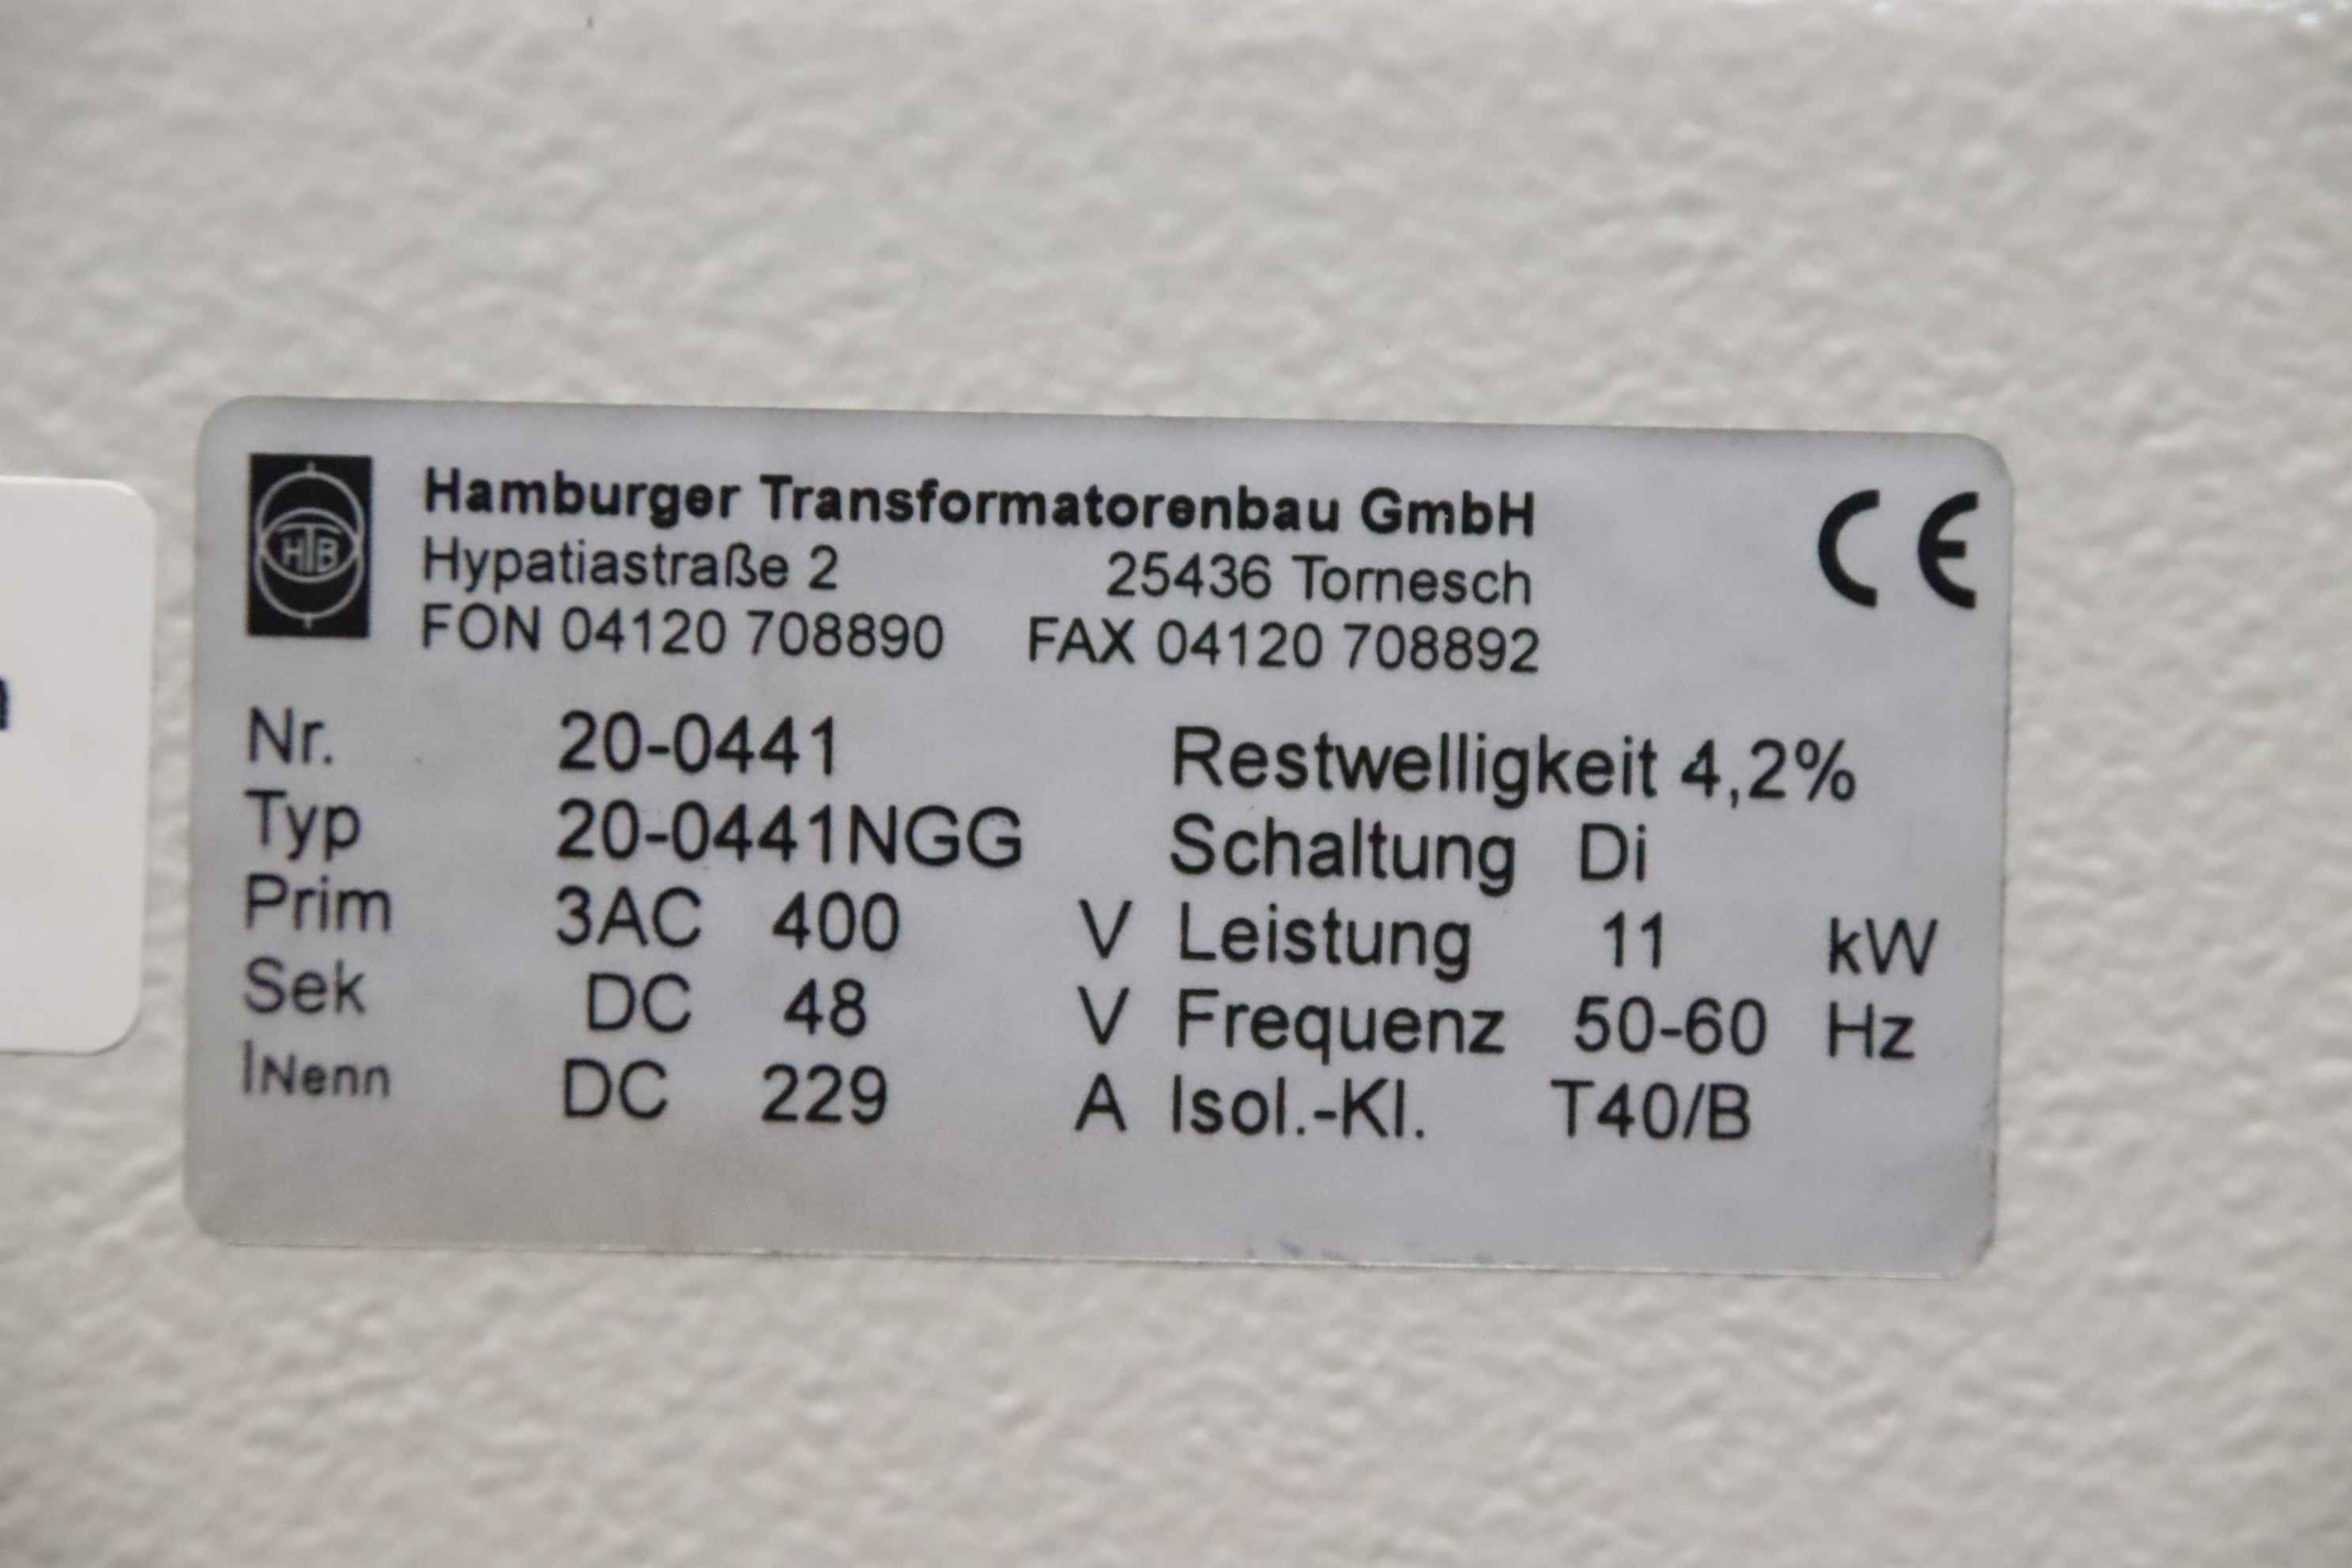 HTB
Hamburger Transformatorenbau GmbH
Hypatiastraße 2 25436 Tornesch
FON 04120 708890 FAX 04120 708892
CE
Nr. 20-0441 Restwelligkeit 4,2%
Typ 20-0441NGG Schaltung Di
Prim 3AC 400 V Leistung 11 kW
Sek DC 48 V Frequenz 50-60 Hz
INenn DC 229 A Isol.-Kl. T40/B